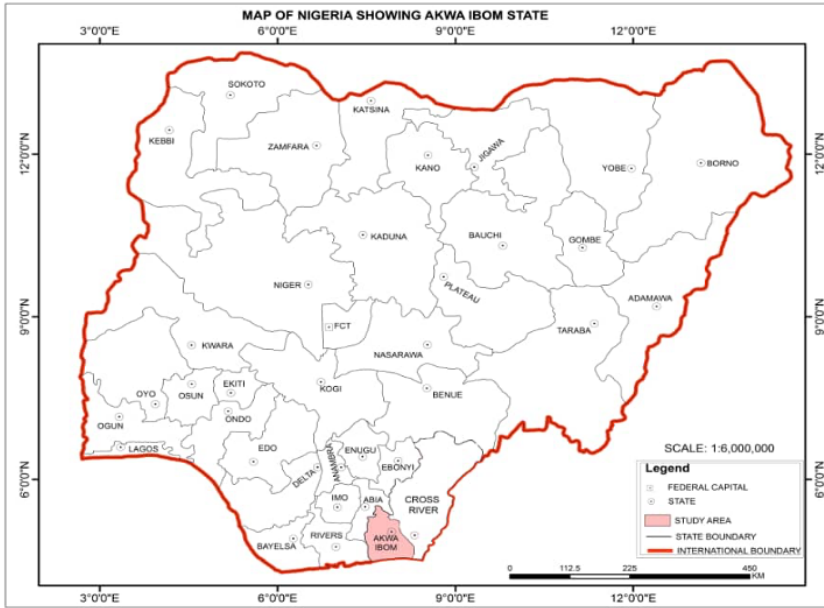 MAP OF NIGERIA SHOWING AKWA IBOM STATE
3°0'0"E
6°0'0"E
9°0'0"E
12°0'0"E
12°0'0"N
12°0'0"N
9°0'0"N
9°0'0"N
6°0'0"N
6°0'0"N
SOKOTO
KATSINA
KEBBI
ZAMFARA
KANO
JIGAWA
YOBE
BORNO
KADUNA
BAUCHI
GOMBE
NIGER
PLATEAU
ADAMAWA
FCT
TARABA
KWARA
NASARAWA
OYO
OSUN
EKITI
KOGI
BENUE
OGUN
ONDO
LAGOS
EDO
DELTA
ANAMBRA
ENUGU
EBONYI
IMO
ABIA
CROSS
RIVER
BAYELSA
RIVERS
AKWA
IBOM
SCALE: 1:6,000,000
Legend
FEDERAL CAPITAL
STATE
STUDY AREA
STATE BOUNDARY
INTERNATIONAL BOUNDARY
0 112.5 225 450
KM
3°0'0"E
6°0'0"E
9°0'0"E
12°0'0"E